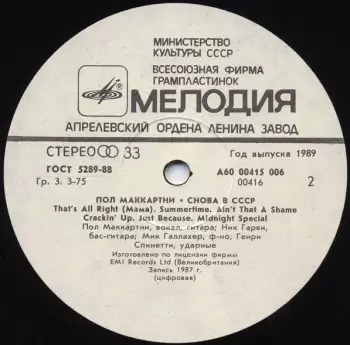 МИНИСТЕРСТВО
КУЛЬТУРЫ СССР
ВСЕСОЮЗНАЯ ФИРМА
ГРАМПЛАСТИНОК
МЕЛОДИЯ
АПРЕЛЕВСКИЙ ОРДЕНА ЛЕНИНА ЗАВОД
СТЕРЕО 33
Год выпуска 1989
ГОСТ 5289-88
А60 00415 006
Гр. 3. 3-75
00416
2
ПОЛ МАККАРТНИ • СНОВА В СССР
That's All Right (Мама). Summertime. Ain't That A Shame
Crackin' Up. Just Because. Midnight Special
Пол Маккартни, вокал, гитара; Ник Гарви,
бас-гитара; Мик Галлахер, ф-но; Генри
Спинетти, ударные
Изготовлено по лицензии фирмы
EMI Records Ltd (Великобритания)
Запись 1987 г.
(цифровая)